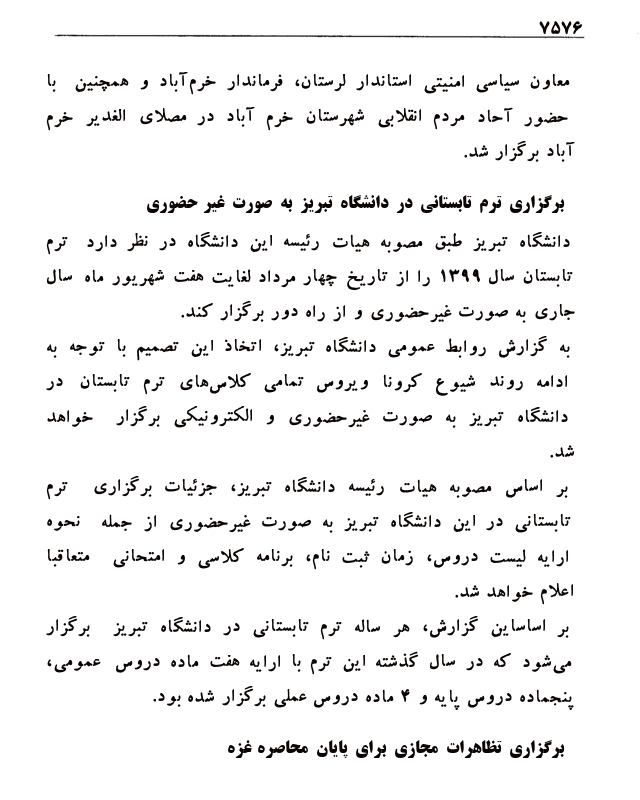 ۷۵۷۶
معاون سیاسی امنیتی استاندار لرستان، فرماندار خرم‌آباد و همچنین با
حضور آحاد مردم انقلابی شهرستان خرم آباد در مصلای الغدیر خرم
آباد برگزار شد.
برگزاری ترم تابستانی در دانشگاه تبریز به صورت غیر حضوری
دانشگاه تبریز طبق مصوبه هیات رئیسه این دانشگاه در نظر دارد ترم
تابستان سال ۱۳۹۹ را از تاریخ چهار مرداد لغایت هفت شهریور ماه سال
جاری به صورت غیرحضوری و از راه دور برگزار کند.
به گزارش روابط عمومی دانشگاه تبریز، اتخاذ این تصمیم با توجه به
ادامه روند شیوع کرونا ویروس تمامی کلاس‌های ترم تابستان در
دانشگاه تبریز به صورت غیرحضوری و الکترونیکی برگزار خواهد
شد.
بر اساس مصوبه هیات رئیسه دانشگاه تبریز، جزئیات برگزاری ترم
تابستانی در این دانشگاه تبریز به صورت غیرحضوری از جمله نحوه
ارایه لیست دروس، زمان ثبت نام، برنامه کلاسی و امتحانی متعاقبا
اعلام خواهد شد.
بر اساساین گزارش، هر ساله ترم تابستانی در دانشگاه تبریز برگزار
می‌شود که در سال گذشته این ترم با ارایه هفت ماده دروس عمومی،
پنجماده دروس پایه و ۴ ماده دروس عملی برگزار شده بود.
برگزاری تظاهرات مجازی برای پایان محاصره غزه